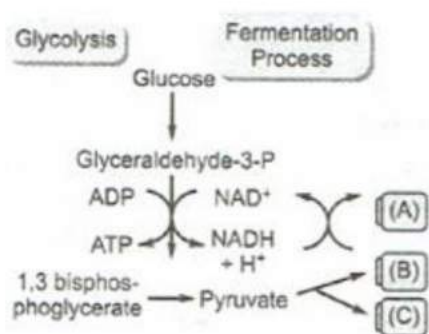 Glycolysis
Fermentation
Process
Glucose
Glyceraldehyde-3-P
ADP
NAD⁺
(A)
ATP
NADH
+ H⁺
(B)
1,3 bisphos-
phoglycerate
Pyruvate
(C)